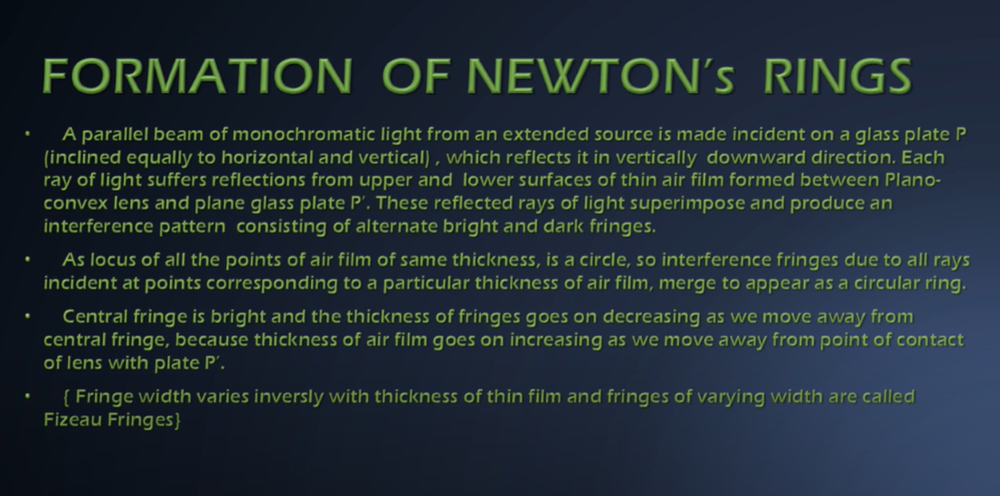 FORMATION OF NEWTON's RINGS
• A parallel beam of monochromatic light from an extended source is made incident on a glass plate P
(inclined equally to horizontal and vertical) , which reflects it in vertically downward direction. Each
ray of light suffers reflections from upper and lower surfaces of thin air film formed between Plano-
convex lens and plane glass plate P'. These reflected rays of light superimpose and produce an
interference pattern consisting of alternate bright and dark fringes.
• As locus of all the points of air film of same thickness, is a circle, so interference fringes due to all rays
incident at points corresponding to a particular thickness of air film, merge to appear as a circular ring.
• Central fringe is bright and the thickness of fringes goes on decreasing as we move away from
central fringe, because thickness of air film goes on increasing as we move away from point of contact
of lens with plate P'.
• { Fringe width varies inversly with thickness of thin film and fringes of varying width are called
Fizeau Fringes}